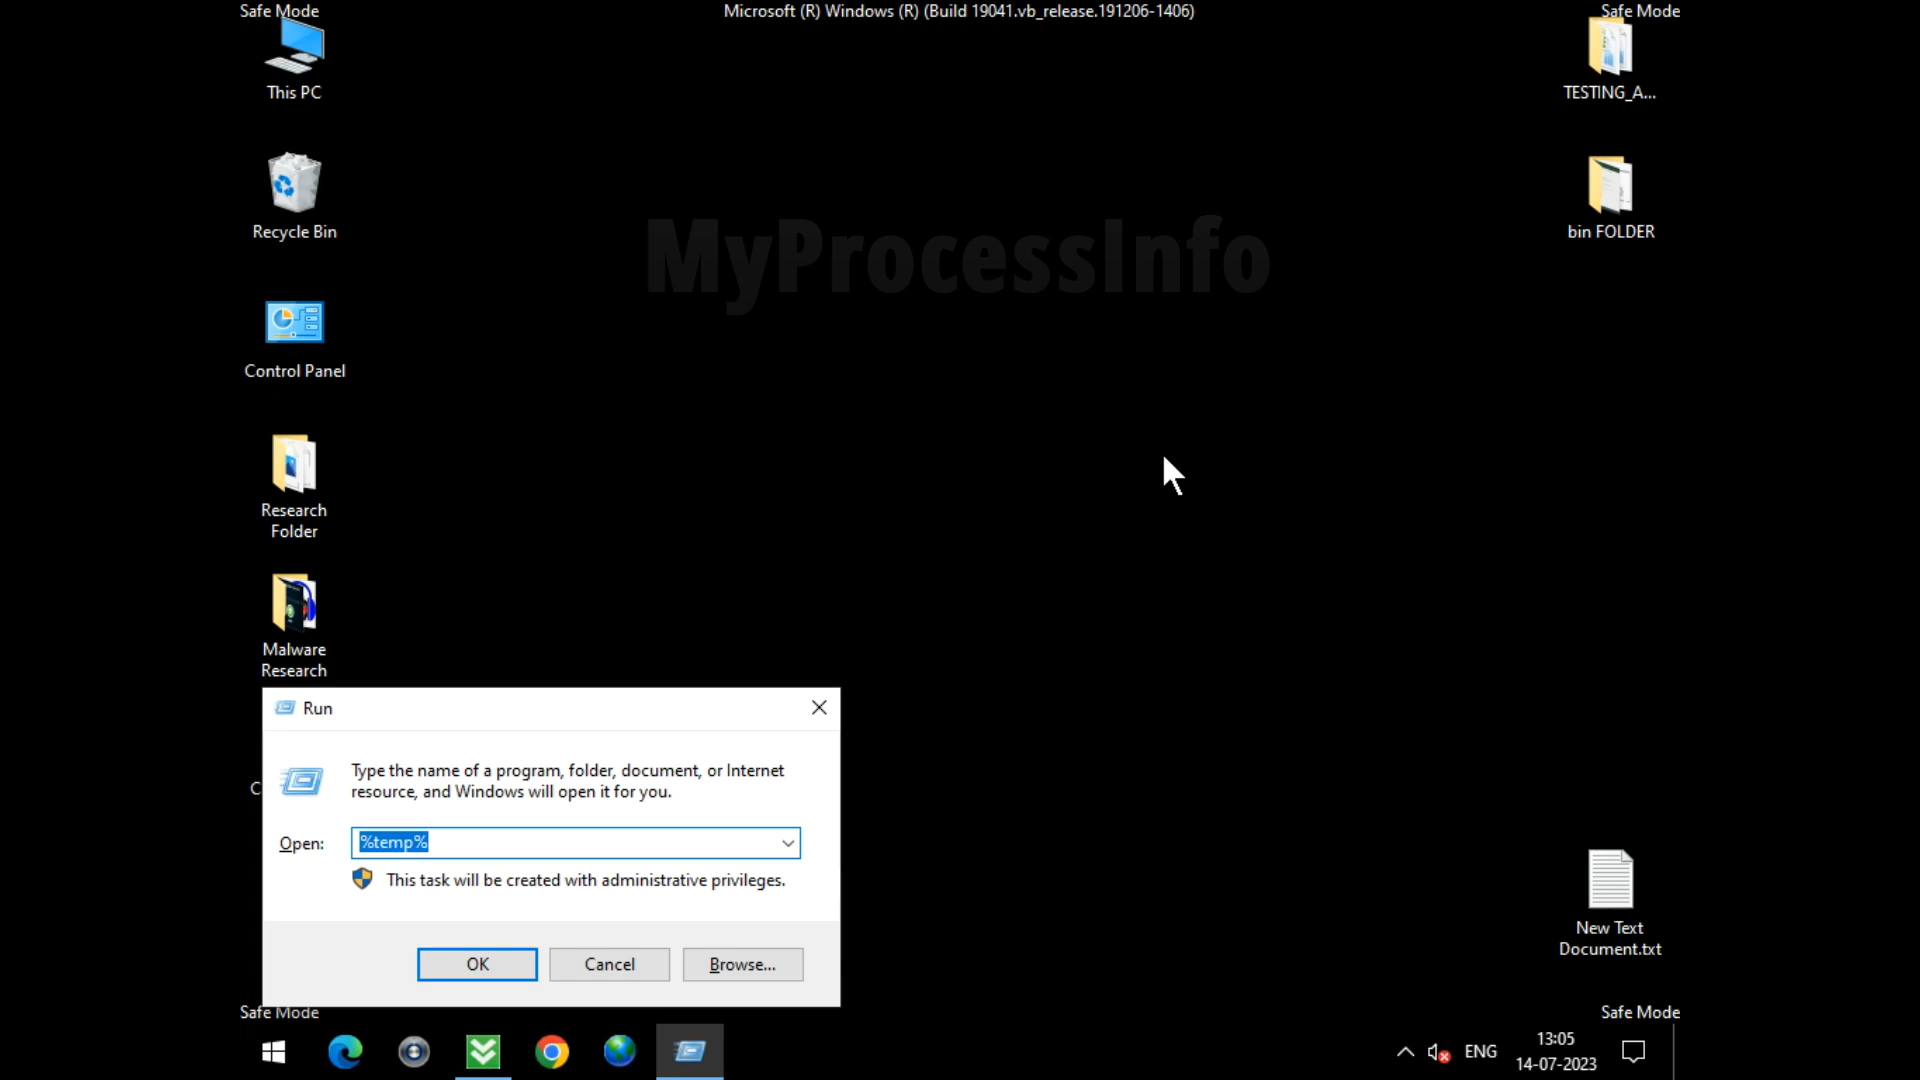 Safe Mode
Microsoft (R) Windows (R) (Build 19041.vb_release.191206-1406)
Safe Mode
This PC
TESTING_A...
Recycle Bin
bin FOLDER
MyProcessInfo
Control Panel
Research
Folder
Malware
Research
Run
Type the name of a program, folder, document, or Internet
resource, and Windows will open it for you.
C
Open:
%temp%
This task will be created with administrative privileges.
OK
Cancel
Browse...
New Text
Document.txt
Safe Mode
Safe Mode
ENG
13:05
14-07-2023